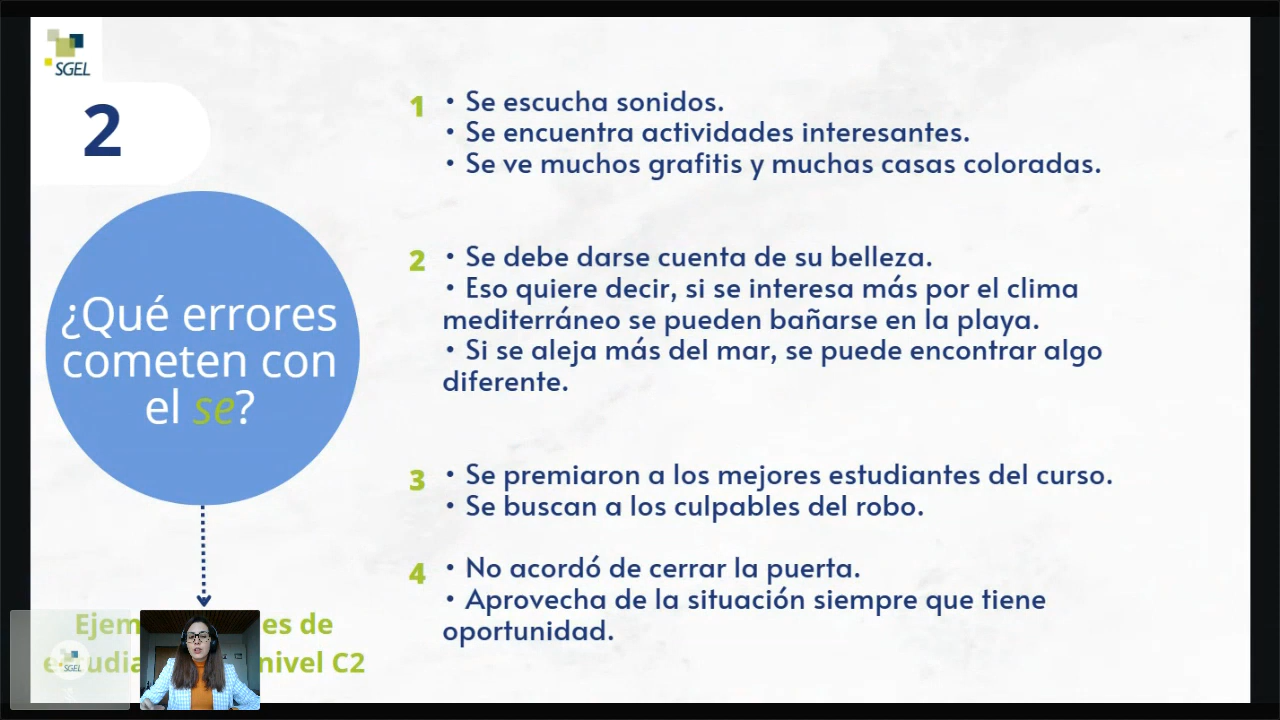 SGEL
2
¿Qué errores
cometen con
el se?
Ejem es de
nivel C2
SGEL
1 • Se escucha sonidos.
• Se encuentra actividades interesantes.
• Se ve muchos grafitis y muchas casas coloradas.
2 • Se debe darse cuenta de su belleza.
• Eso quiere decir, si se interesa más por el clima
mediterráneo se pueden bañarse en la playa.
• Si se aleja más del mar, se puede encontrar algo
diferente.
3 • Se premiaron a los mejores estudiantes del curso.
• Se buscan a los culpables del robo.
4 • No acordó de cerrar la puerta.
• Aprovecha de la situación siempre que tiene
oportunidad.